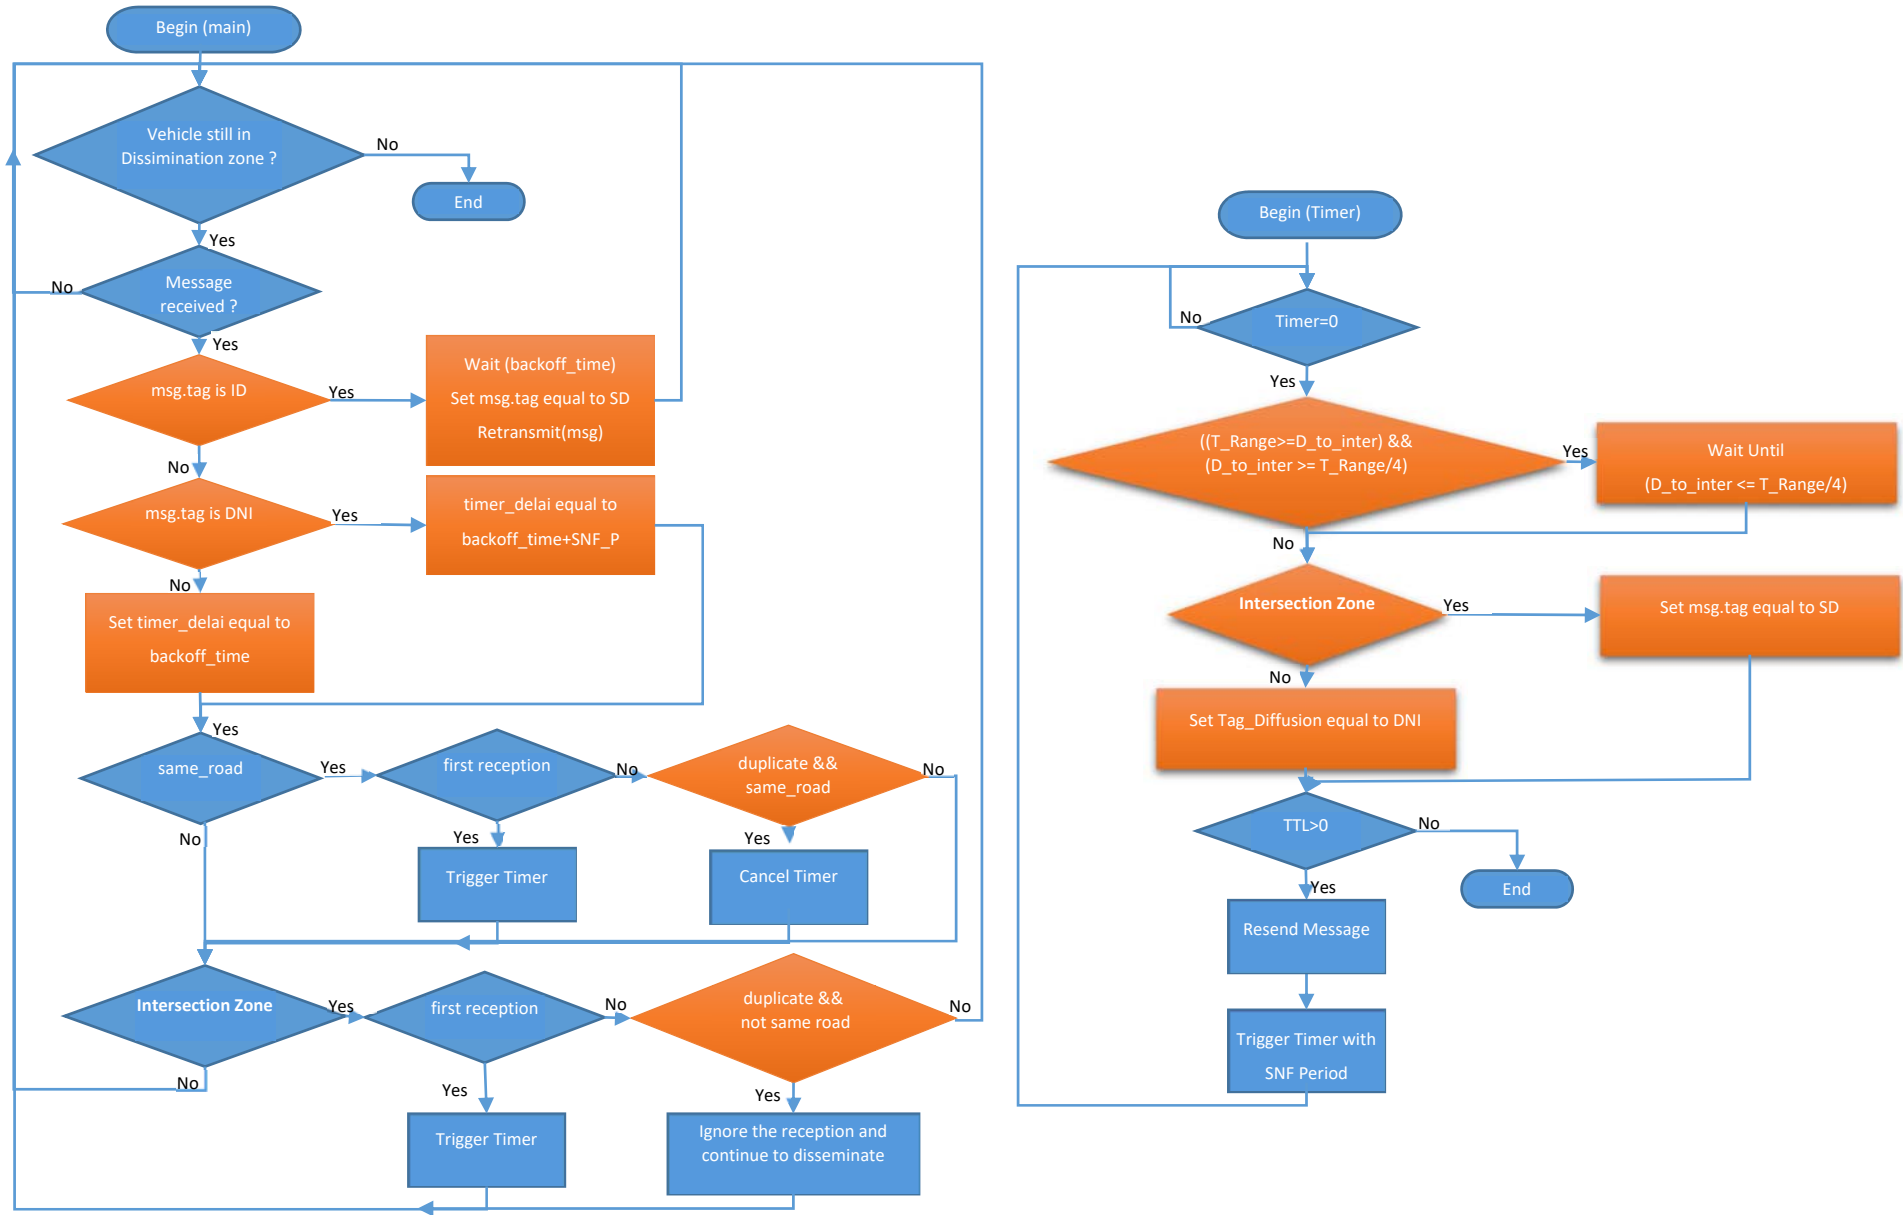 Begin (main)
Vehicle still in
Dissimination zone ?
No
End
Yes
Message
received ?
No
Yes
msg.tag is ID
Yes
Wait (backoff_time)
Set msg.tag equal to SD
Retransmit(msg)
No
msg.tag is DNI
Yes
timer_delai equal to
backoff_time+SNF_P
No
Set timer_delai equal to
backoff_time
Yes
same_road
Yes
first reception
No
duplicate &&
same_road
No
No
Yes
Trigger Timer
Yes
Cancel Timer
Intersection Zone
Yes
first reception
No
duplicate &&
not same road
No
No
Yes
Trigger Timer
Yes
Ignore the reception and
continue to disseminate
Begin (Timer)
Timer=0
No
Yes
((T_Range>=D_to_inter) &&
(D_to_inter >= T_Range/4)
Yes
Wait Until
(D_to_inter <= T_Range/4)
No
Intersection Zone
Yes
Set msg.tag equal to SD
No
Set Tag_Diffusion equal to DNI
TTL>0
No
End
Yes
Resend Message
Trigger Timer with
SNF Period